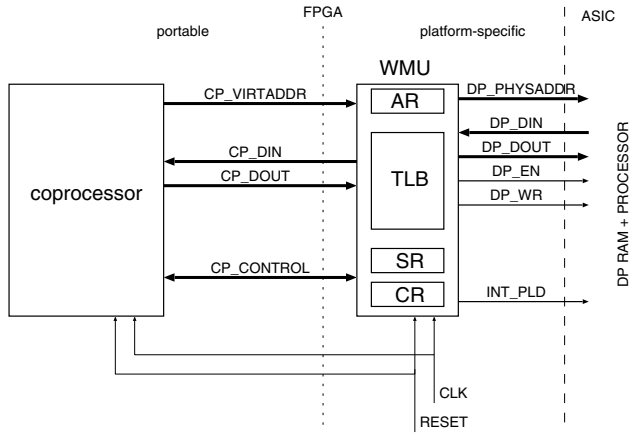 FPGA
ASIC
portable
platform-specific
WMU
CP_VIRTADDR
AR
DP_PHYSADDR
DP_DIN
CP_DIN
DP_DOUT
CP_DOUT
TLB
DP_EN
coprocessor
DP_WR
DP RAM + PROCESSOR
CP_CONTROL
SR
CR
INT_PLD
CLK
RESET